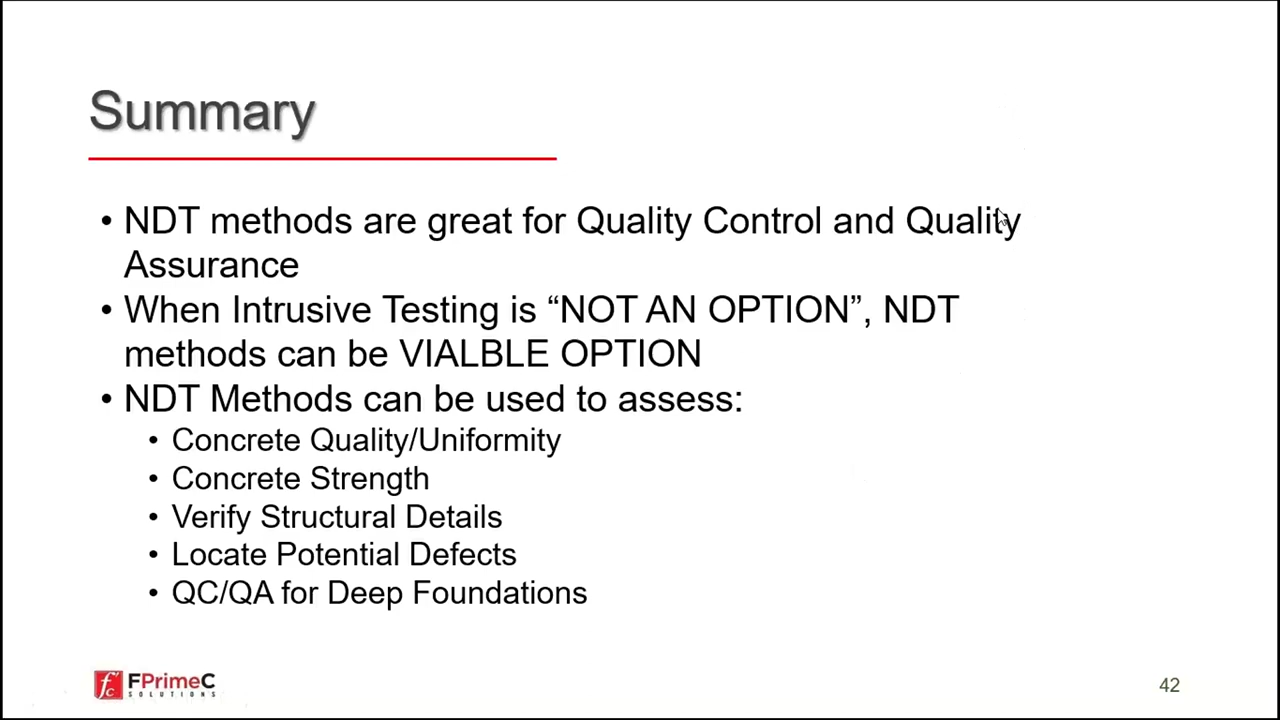 Summary
• NDT methods are great for Quality Control and Quality
Assurance
• When Intrusive Testing is “NOT AN OPTION”, NDT
methods can be VIALBLE OPTION
• NDT Methods can be used to assess:
• Concrete Quality/Uniformity
• Concrete Strength
• Verify Structural Details
• Locate Potential Defects
• QC/QA for Deep Foundations
f'c FPrimeC
SOLUTIONS
42